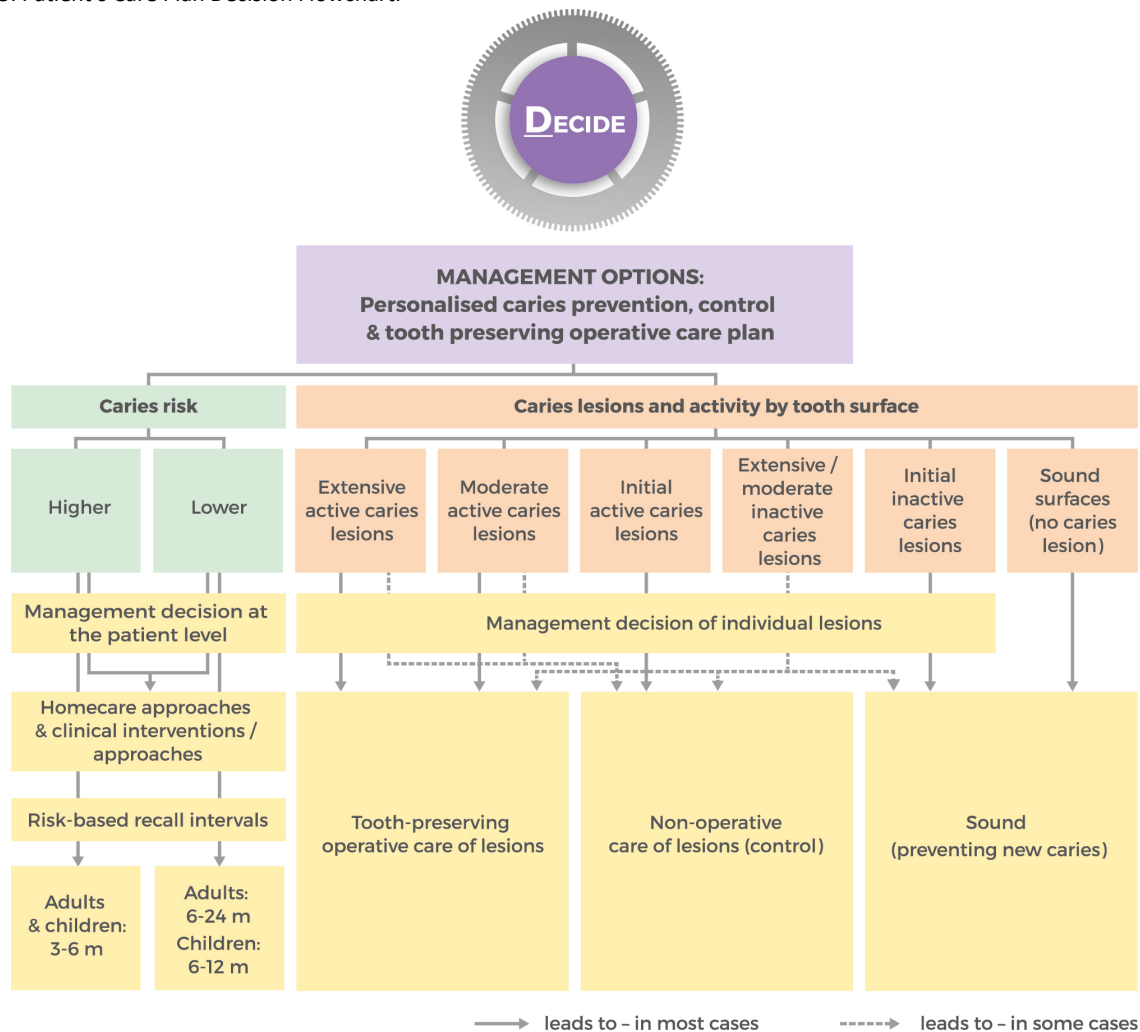 Patient's Care Plan Decision Flowchart.
DECIDE
MANAGEMENT OPTIONS:
Personalised caries prevention, control
& tooth preserving operative care plan
Caries risk
Caries lesions and activity by tooth surface
Higher
Lower
Extensive
active caries
lesions
Moderate
active caries
lesions
Initial
active caries
lesions
Extensive /
moderate
inactive
caries
lesions
Initial
inactive
caries
lesions
Sound
surfaces
(no caries
lesion)
Management decision at
the patient level
Management decision of individual lesions
Homecare approaches
& clinical interventions /
approaches
Risk-based recall intervals
Adults
& children:
3-6 m
Adults:
6-24 m
Children:
6-12 m
Tooth-preserving
operative care of lesions
Non-operative
care of lesions (control)
Sound
(preventing new caries)
leads to – in most cases
leads to – in some cases